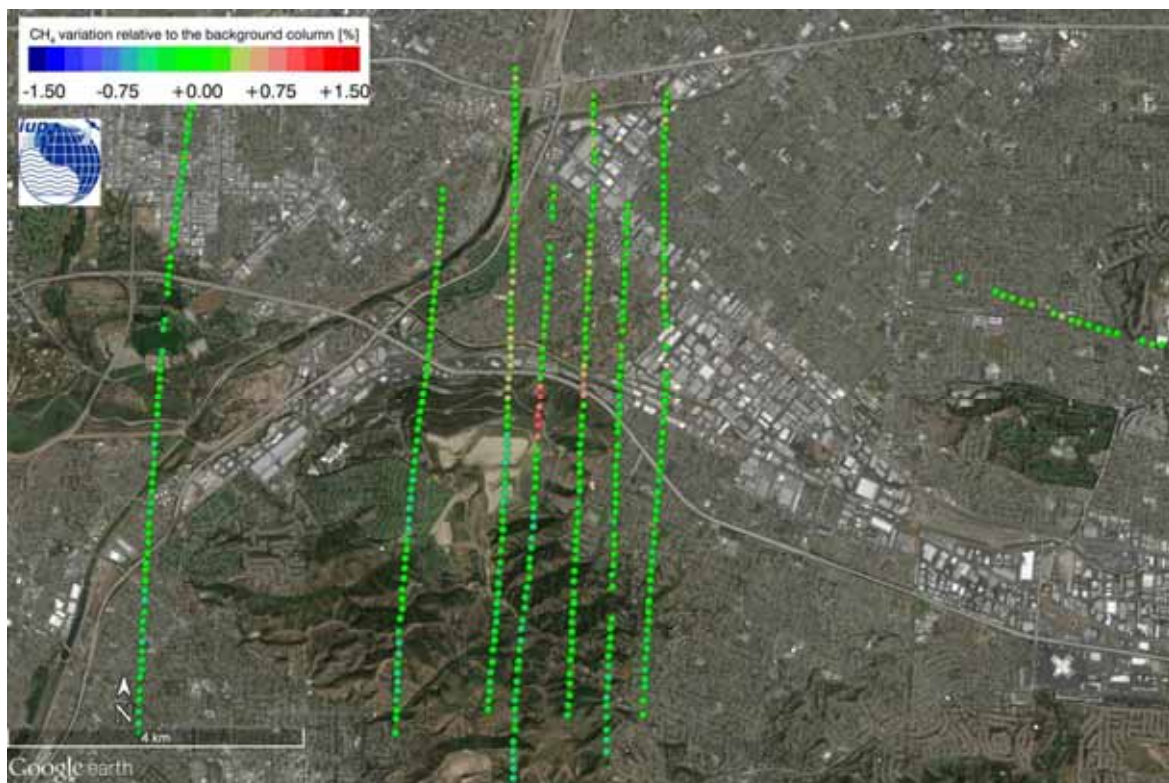 CH₄ variation relative to the background column [%]
-1.50 -0.75 +0.00 +0.75 +1.50
iup
N
4 km
Google earth